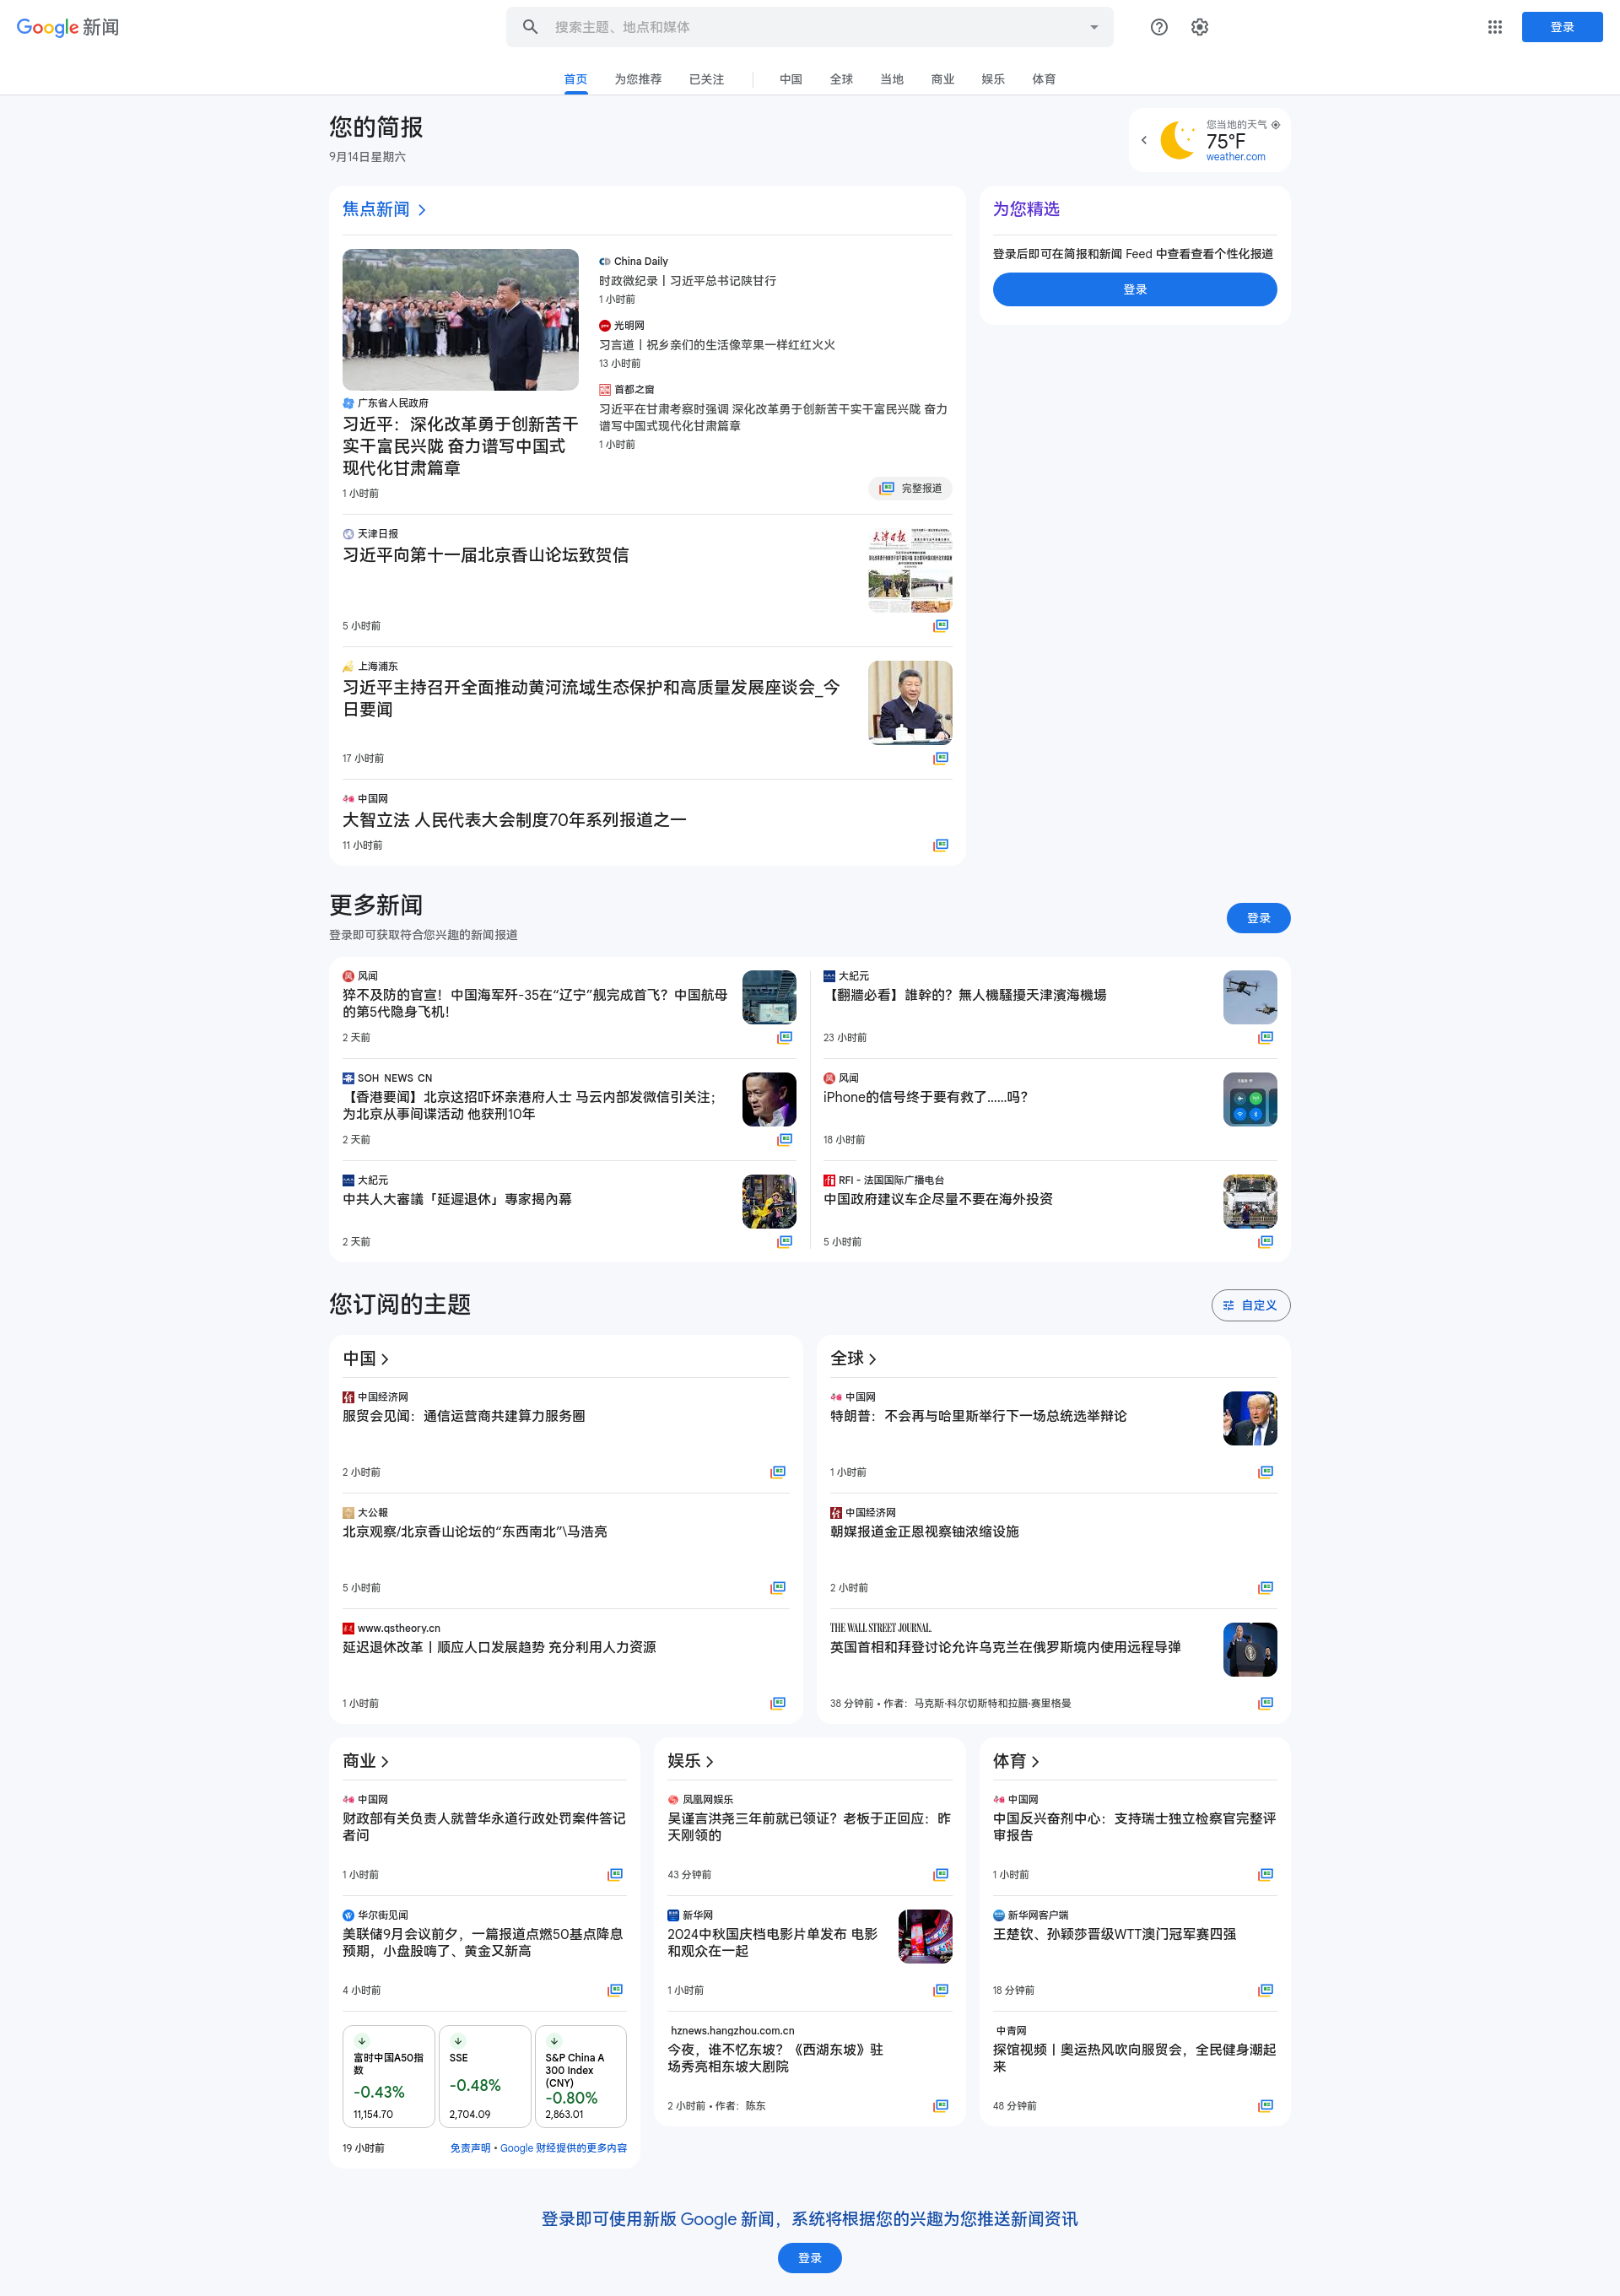 Google 新闻
搜索主题、地点和媒体
登录
首页
为您推荐
已关注
中国
全球
当地
商业
娱乐
体育
您的简报
9月14日星期六
您当地的天气
75°F
weather.com
焦点新闻
广东省人民政府
习近平：深化改革勇于创新苦干
实干富民兴陇 奋力谱写中国式
现代化甘肃篇章
1 小时前
China Daily
时政微纪录丨习近平总书记陕甘行
1 小时前
光明网
习言道丨祝乡亲们的生活像苹果一样红红火火
13 小时前
首都之窗
习近平在甘肃考察时强调 深化改革勇于创新苦干实干富民兴陇 奋力
谱写中国式现代化甘肃篇章
1 小时前
完整报道
天津日报
习近平向第十一届北京香山论坛致贺信
5 小时前
上海浦东
习近平主持召开全面推动黄河流域生态保护和高质量发展座谈会_今
日要闻
17 小时前
中国网
大智立法 人民代表大会制度70年系列报道之一
11 小时前
为您精选
登录后即可在简报和新闻 Feed 中查看查看个性化报道
登录
更多新闻
登录即可获取符合您兴趣的新闻报道
登录
风闻
猝不及防的官宣！中国海军歼-35在“辽宁”舰完成首飞？中国航母
的第5代隐身飞机！
2 天前
SOH NEWS CN
【香港要闻】北京这招吓坏亲港府人士 马云内部发微信引关注；
为北京从事间谍活动 他获刑10年
2 天前
大紀元
中共人大審議「延遲退休」專家揭內幕
2 天前
大紀元
【翻牆必看】誰幹的？無人機騷擾天津濱海機場
23 小时前
风闻
iPhone的信号终于要有救了……吗？
18 小时前
RFI - 法国国际广播电台
中国政府建议车企尽量不要在海外投资
5 小时前
您订阅的主题
自定义
中国
中国经济网
服贸会见闻：通信运营商共建算力服务圈
2 小时前
大公報
北京观察/北京香山论坛的“东西南北”\马浩亮
5 小时前
www.qstheory.cn
延迟退休改革丨顺应人口发展趋势 充分利用人力资源
1 小时前
全球
中国网
特朗普：不会再与哈里斯举行下一场总统选举辩论
1 小时前
中国经济网
朝媒报道金正恩视察铀浓缩设施
2 小时前
THE WALL STREET JOURNAL.
英国首相和拜登讨论允许乌克兰在俄罗斯境内使用远程导弹
38 分钟前 • 作者：马克斯·科尔切斯特和拉腊·赛里格曼
商业
中国网
财政部有关负责人就普华永道行政处罚案件答记
者问
1 小时前
华尔街见闻
美联储9月会议前夕，一篇报道点燃50基点降息
预期，小盘股嗨了、黄金又新高
4 小时前
富时中国A50指
数
-0.43%
11,154.70
SSE
-0.48%
2,704.09
S&P China A
300 Index
(CNY)
-0.80%
2,863.01
19 小时前
免责声明 • Google 财经提供的更多内容
娱乐
凤凰网娱乐
吴谨言洪尧三年前就已领证？老板于正回应：昨
天刚领的
43 分钟前
新华网
2024中秋国庆档电影片单发布 电影
和观众在一起
1 小时前
hznews.hangzhou.com.cn
今夜，谁不忆东坡？《西湖东坡》驻
场秀亮相东坡大剧院
2 小时前 • 作者：陈东
体育
中国网
中国反兴奋剂中心：支持瑞士独立检察官完整评
审报告
1 小时前
新华网客户端
王楚钦、孙颖莎晋级WTT澳门冠军赛四强
18 分钟前
中青网
探馆视频丨奥运热风吹向服贸会，全民健身潮起
来
48 分钟前
登录即可使用新版 Google 新闻，系统将根据您的兴趣为您推送新闻资讯
登录